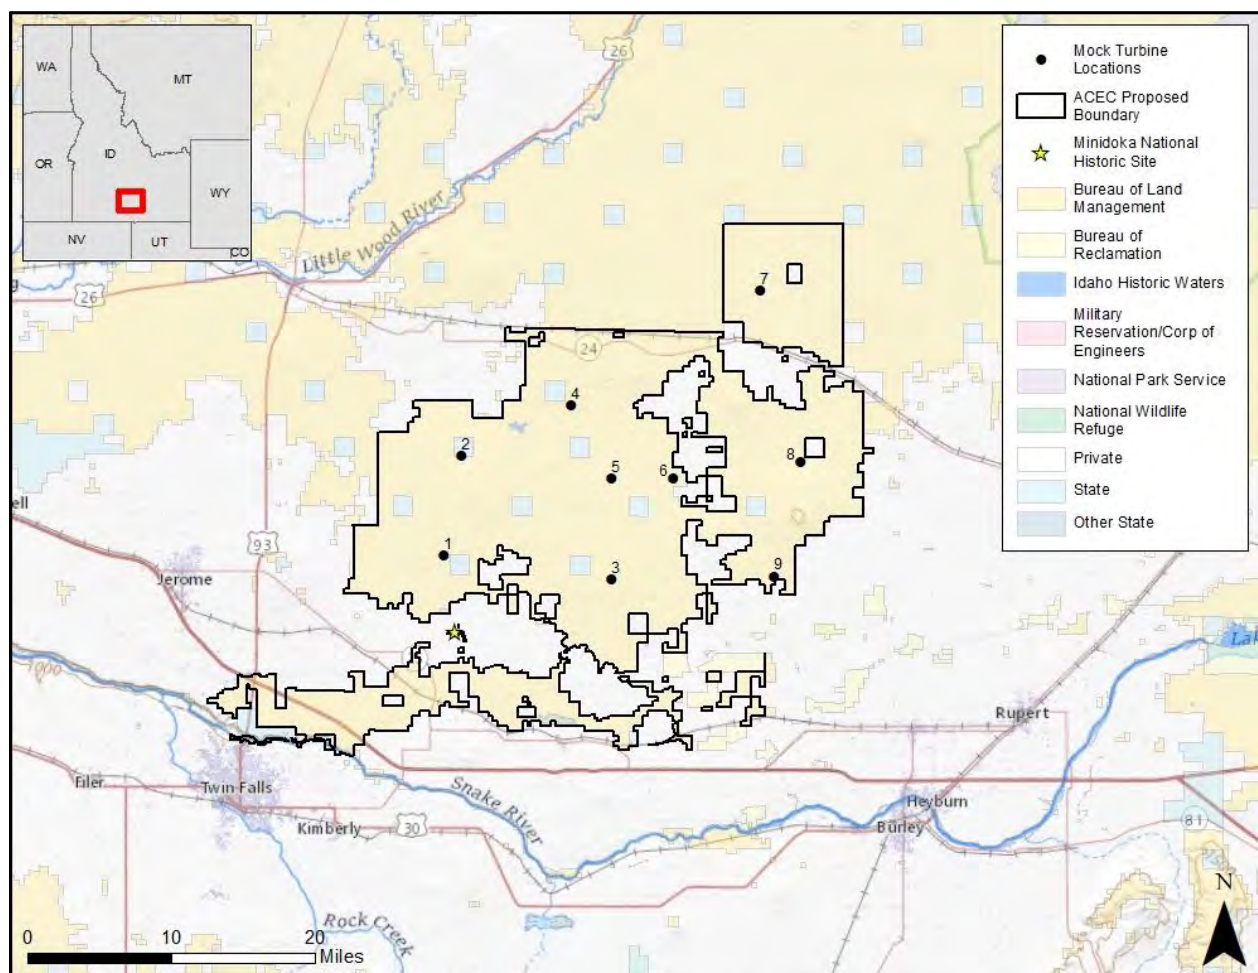 WA
MT
OR
ID
WY
NV
UT
CO
26
Little Wood River
26
24
93
7
4
2
5
6
8
1
3
9
ell
Jerome
Twin Falls
Filer
Kimberly
30
Snake River
Rock Creek
Rupert
Heyburn
Burley
81
Lak
Mock Turbine
Locations
ACEC Proposed
Boundary
Minidoka National
Historic Site
Bureau of Land
Management
Bureau of
Reclamation
Idaho Historic Waters
Military
Reservation/Corp of
Engineers
National Park Service
National Wildlife
Refuge
Private
State
Other State
N
0 10 20
Miles